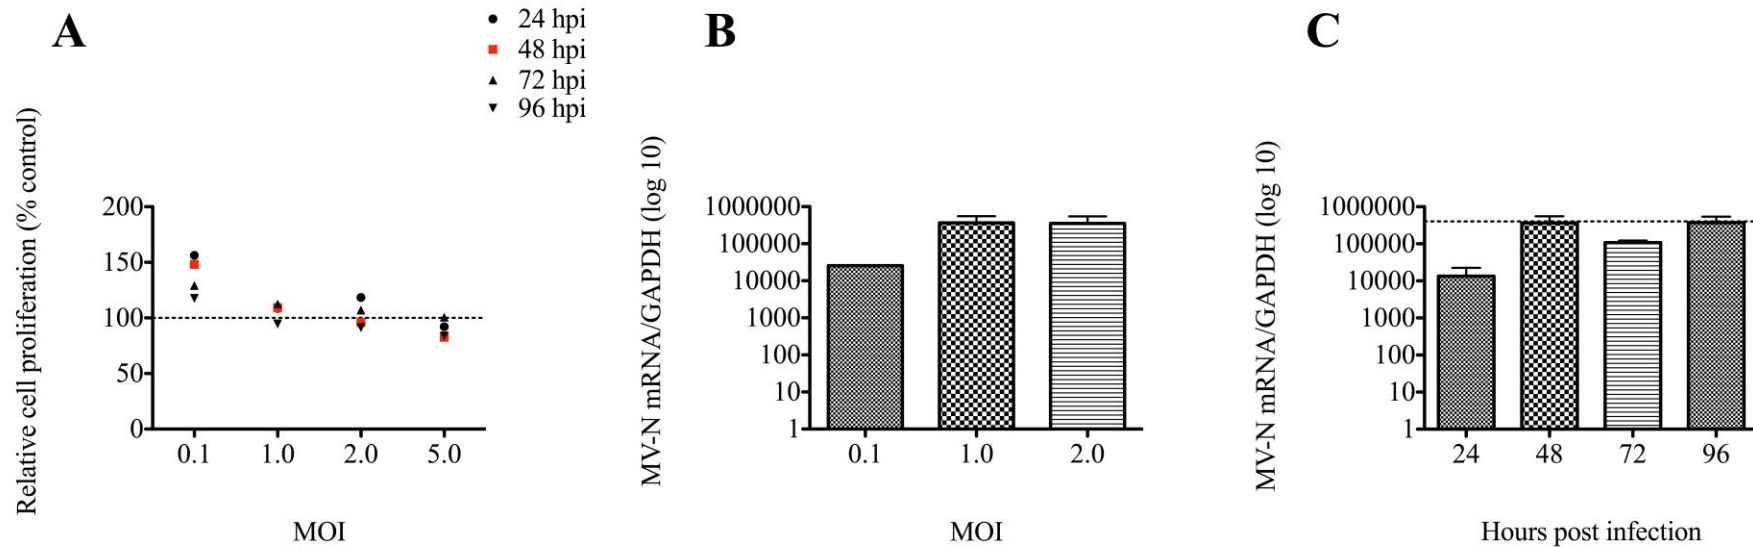 A
24 hpi
48 hpi
72 hpi
96 hpi
Relative cell proliferation (% control)
200
150
100
50
0
0.1 1.0 2.0 5.0
MOI
B
MV-N mRNA/GAPDH (log 10)
1000000
100000
10000
1000
100
10
1
0.1 1.0 2.0
MOI
C
MV-N mRNA/GAPDH (log 10)
1000000
100000
10000
1000
100
10
1
24 48 72 96
Hours post infection